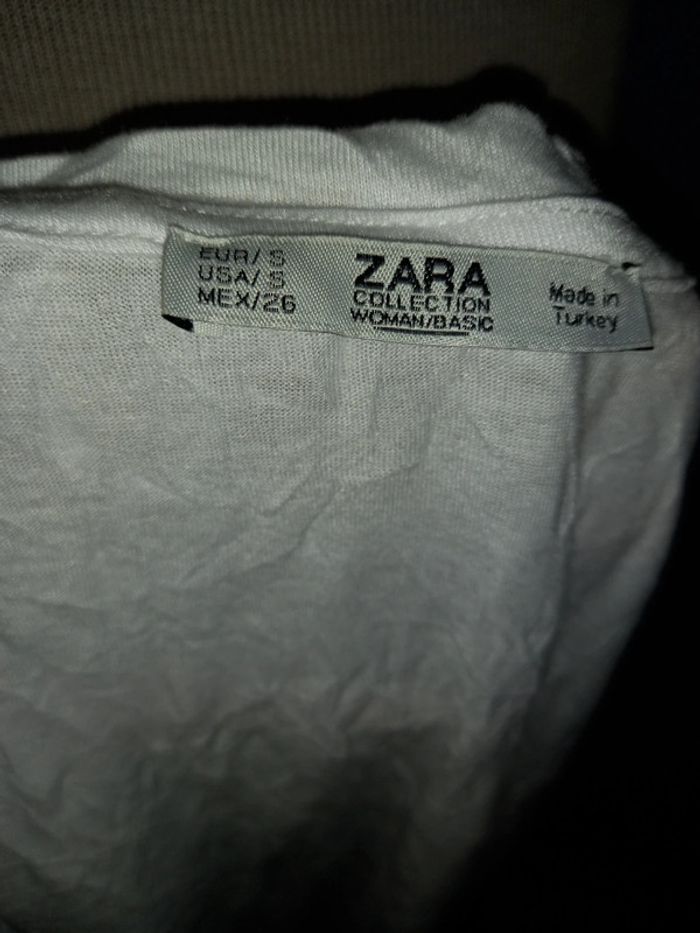 EUR/ S
USA/ S
MEX/26
ZARA
COLLECTION
WOMAN/BASIC
Made in
Turkey